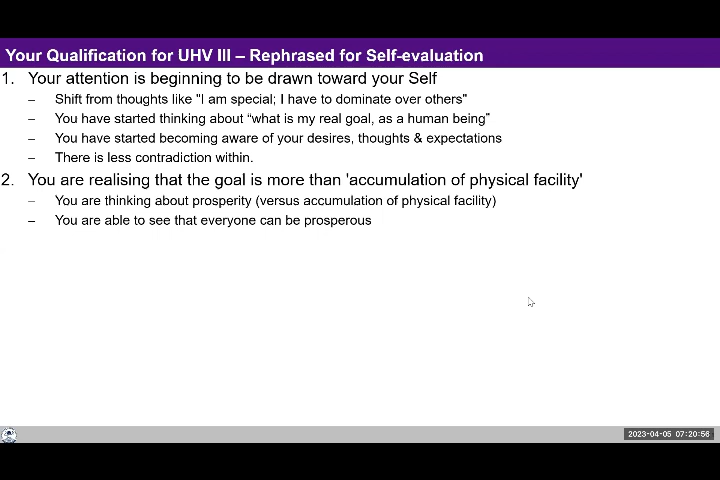 Your Qualification for UHV III – Rephrased for Self-evaluation
1. Your attention is beginning to be drawn toward your Self
– Shift from thoughts like "I am special; I have to dominate over others"
– You have started thinking about “what is my real goal, as a human being”
– You have started becoming aware of your desires, thoughts & expectations
– There is less contradiction within.
2. You are realising that the goal is more than 'accumulation of physical facility'
– You are thinking about prosperity (versus accumulation of physical facility)
– You are able to see that everyone can be prosperous
2023-04-05 07:20:56